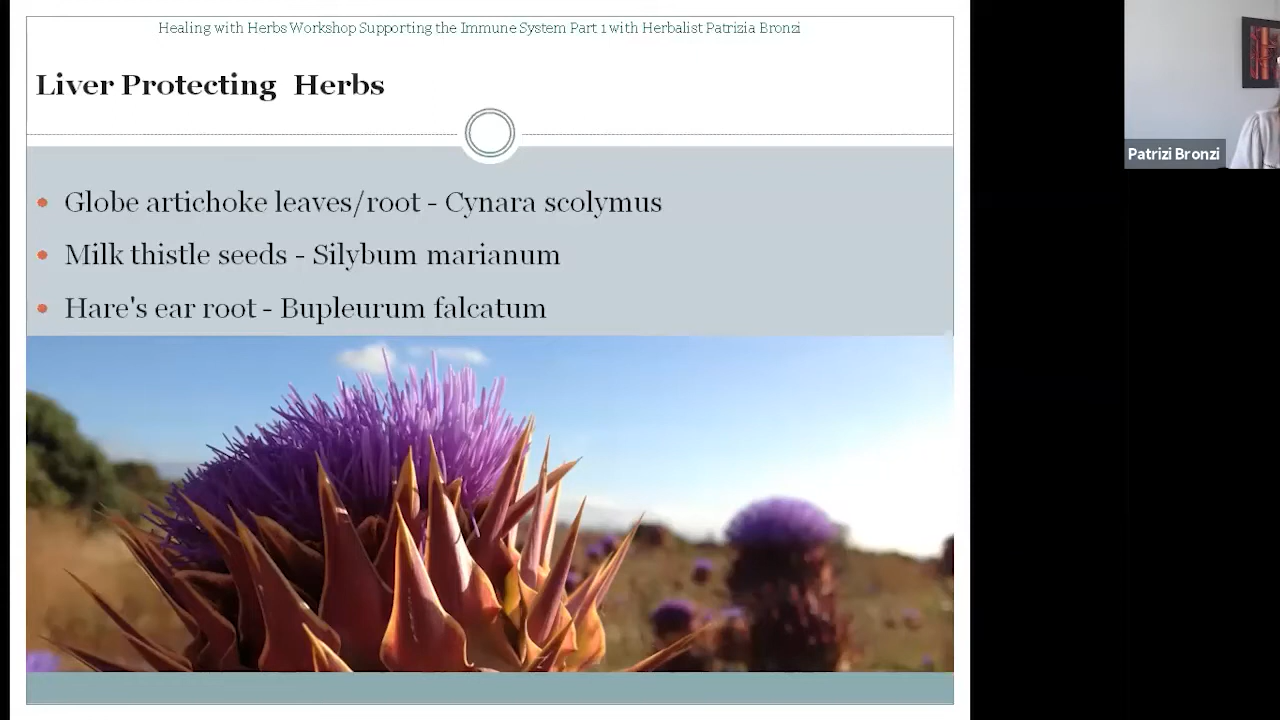 Healing with Herbs Workshop Supporting the Immune System Part 1 with Herbalist Patrizia Bronzi
Liver Protecting Herbs
• Globe artichoke leaves/root - Cynara scolymus
• Milk thistle seeds - Silybum marianum
• Hare's ear root - Bupleurum falcatum
Patrizi Bronzi